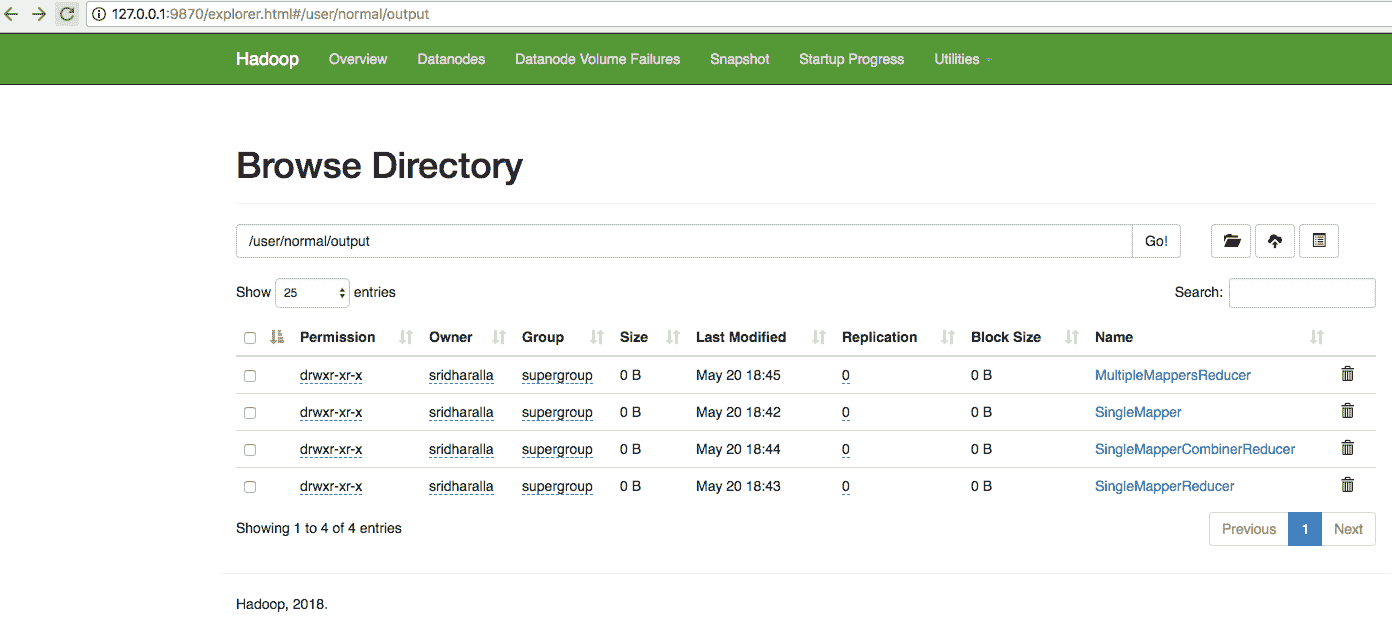 127.0.0.1:9870/explorer.html#/user/normal/output
Hadoop Overview Datanodes Datanode Volume Failures Snapshot Startup Progress Utilities
Browse Directory
/user/normal/output Go!
Show 25 entries Search:
Permission Owner Group Size Last Modified Replication Block Size Name
drwxr-xr-x sridharalla supergroup 0 B May 20 18:45 0 0 B MultipleMappersReducer
drwxr-xr-x sridharalla supergroup 0 B May 20 18:42 0 0 B SingleMapper
drwxr-xr-x sridharalla supergroup 0 B May 20 18:44 0 0 B SingleMapperCombinerReducer
drwxr-xr-x sridharalla supergroup 0 B May 20 18:43 0 0 B SingleMapperReducer
Showing 1 to 4 of 4 entries Previous 1 Next
Hadoop, 2018.